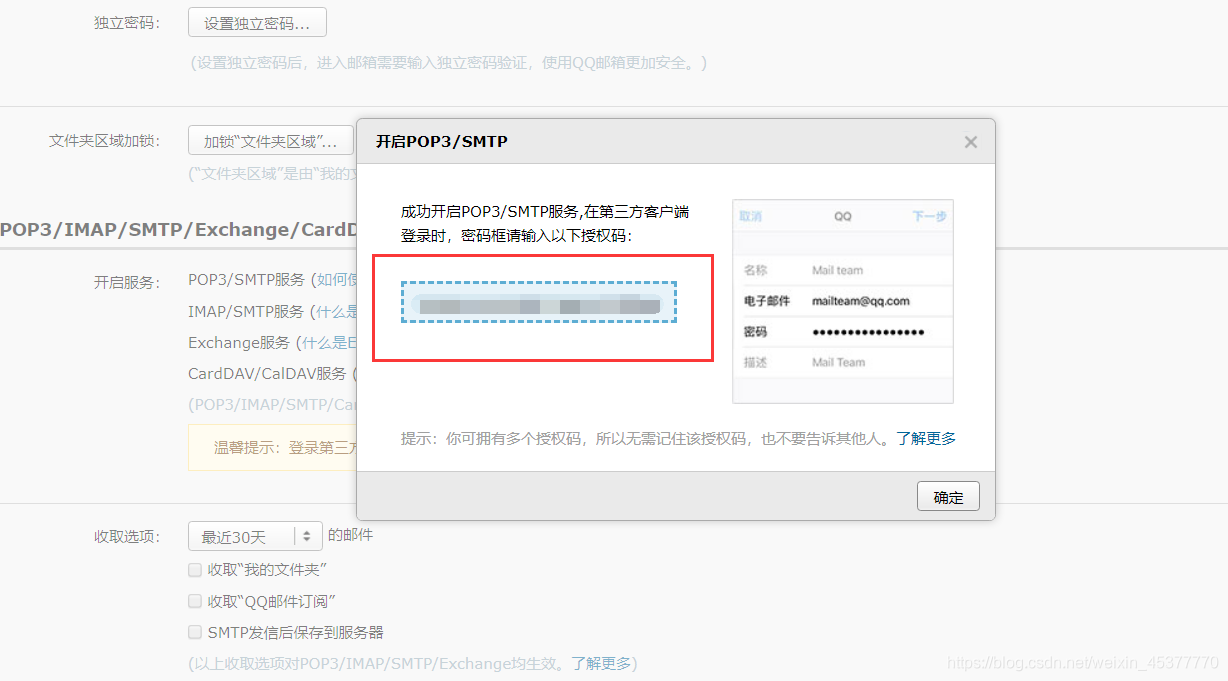 独立密码： 设置独立密码...
(设置独立密码后，进入邮箱需要输入独立密码验证，使用QQ邮箱更加安全。)
文件夹区域加锁： 加锁“文件夹区域”...
(“文件夹区域”是由“我的
POP3/IMAP/SMTP/Exchange/CardD
开启服务： POP3/SMTP服务 (如何使
IMAP/SMTP服务 (什么是
Exchange服务 (什么是E
CardDAV/CalDAV服务 (
(POP3/IMAP/SMTP/Car
温馨提示：登录第三方
开启POP3/SMTP
成功开启POP3/SMTP服务,在第三方客户端
登录时，密码框请输入以下授权码：
取消 QQ 下一步
名称 Mail team
电子邮件 mailteam@qq.com
密码 ●●●●●●●●●●●●●●●●
描述 Mail Team
提示：你可拥有多个授权码，所以无需记住该授权码，也不要告诉其他人。了解更多
确定
收取选项： 最近30天 的邮件
收取“我的文件夹”
收取“QQ邮件订阅”
SMTP发信后保存到服务器
(以上收取选项对POP3/IMAP/SMTP/Exchange均生效。了解更多)
https://blog.csdn.net/weixin_45377770